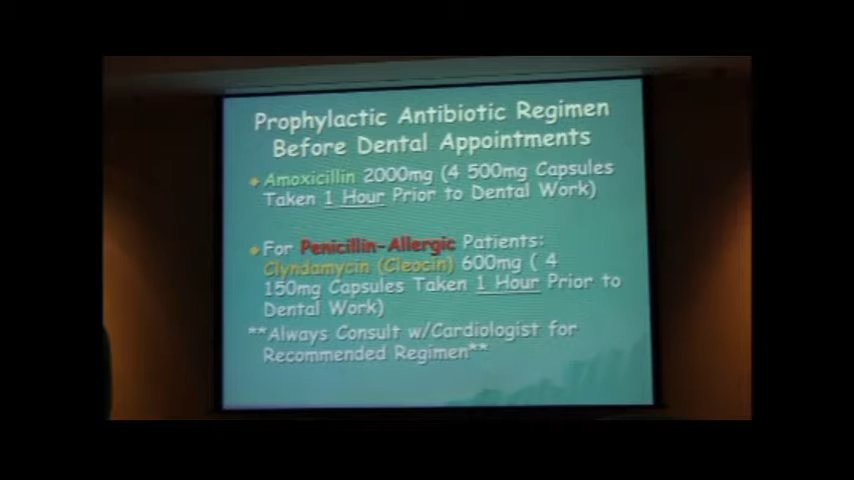 Prophylactic Antibiotic Regimen
Before Dental Appointments
Amoxicillin 2000mg (4 500mg Capsules
Taken 1 Hour Prior to Dental Work)
For Penicillin-Allergic Patients:
Clyndamycin (Cleocin) 600mg ( 4
150mg Capsules Taken 1 Hour Prior to
Dental Work)
**Always Consult w/Cardiologist for
Recommended Regimen**